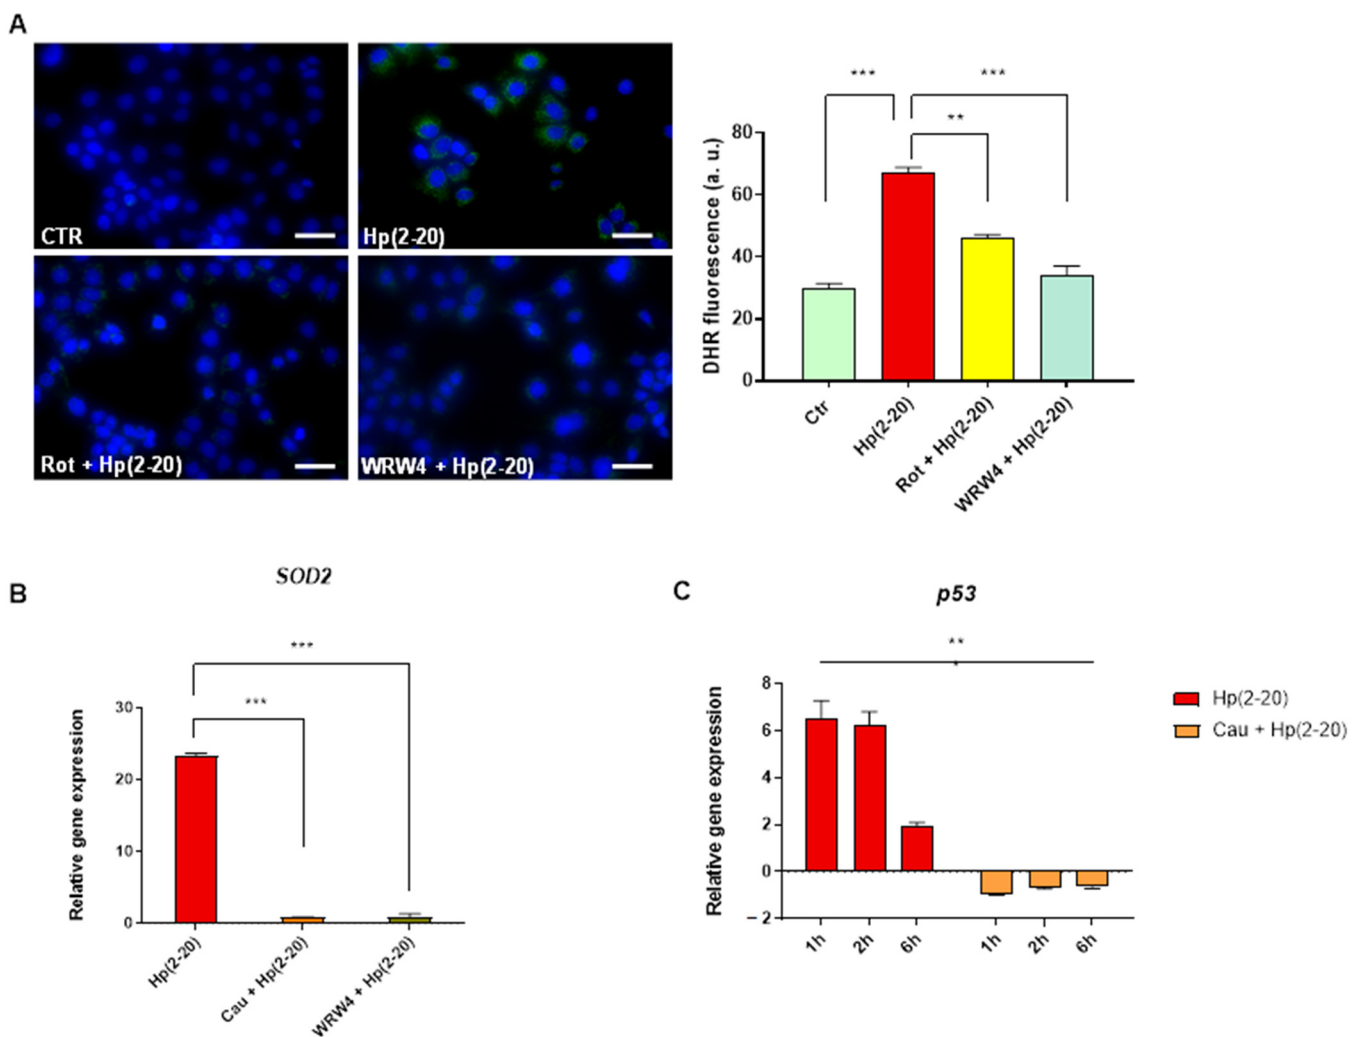 A
CTR
Hp(2-20)
Rot + Hp(2-20)
WRW4 + Hp(2-20)
***
***
**
DHR fluorescence (a. u.)
80
60
40
20
0
Ctr
Hp(2-20)
Rot + Hp(2-20)
WRW4 + Hp(2-20)
B
SOD2
***
***
Relative gene expression
30
20
10
0
Hp(2-20)
Cau + Hp(2-20)
WRW4 + Hp(2-20)
C
p53
**
*
Relative gene expression
8
6
4
2
0
−2
1h
2h
6h
1h
2h
6h
Hp(2-20)
Cau + Hp(2-20)